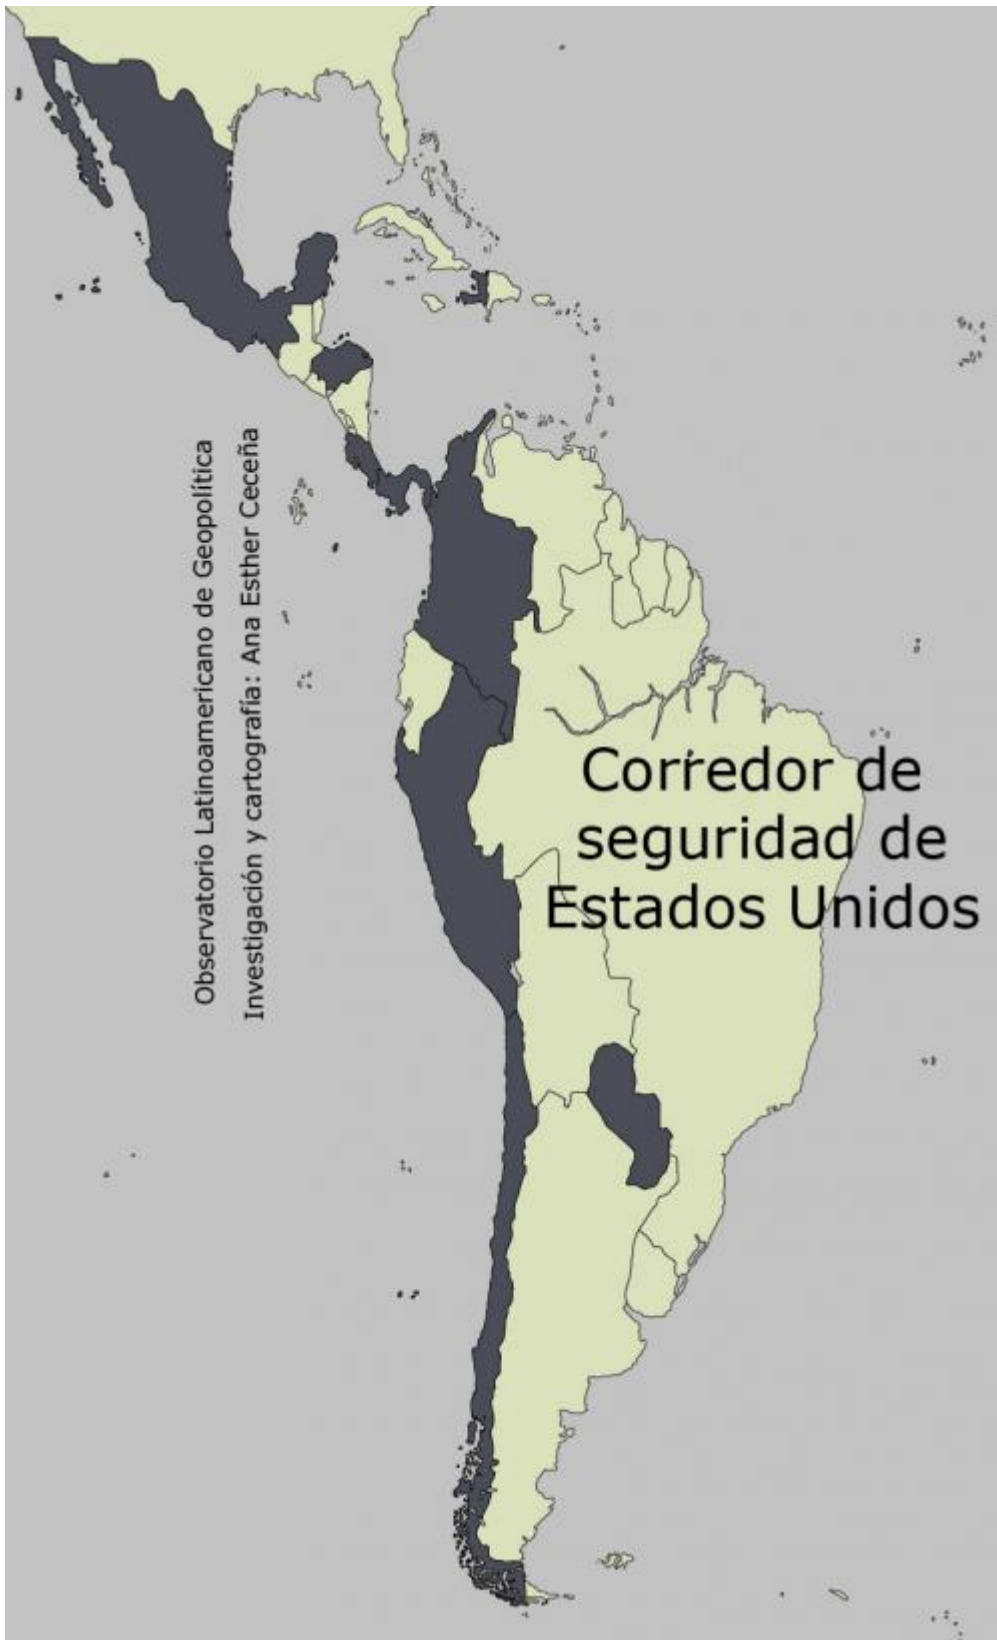 Corredor de
seguridad de
Estados Unidos
Observatorio Latinoamericano de Geopolítica
Investigación y cartografía: Ana Esther Ceceña